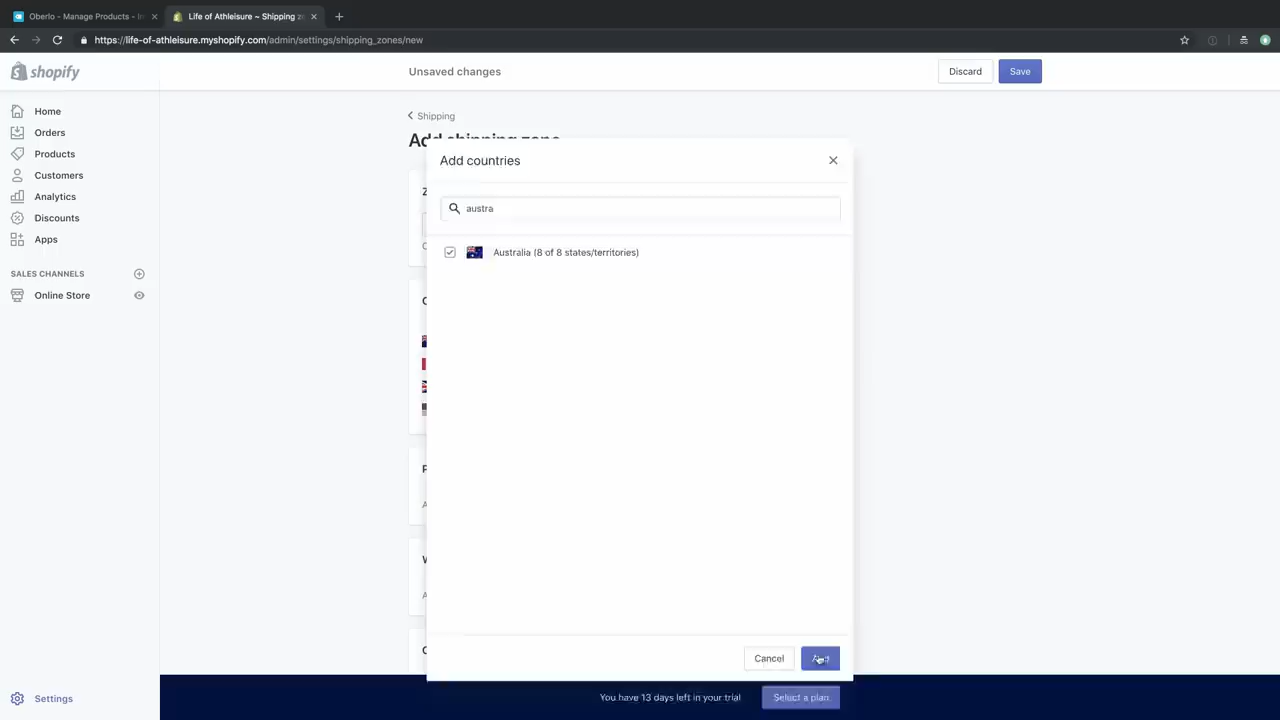 Oberlo - Manage Products - Im
Life of Athleisure ~ Shipping z
https://life-of-athleisure.myshopify.com/admin/settings/shipping_zones/new
shopify
Unsaved changes
Discard
Save
Home
Orders
Products
Customers
Analytics
Discounts
Apps
SALES CHANNELS
Online Store
Settings
Shipping
Add shipping zone
Add countries
austra
Australia (8 of 8 states/territories)
Cancel
You have 13 days left in your trial
Select a plan